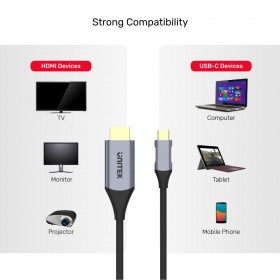 Strong Compatibility
HDMI Devices
USB-C Devices
TV
Computer
UNITEK
Monitor
Tablet
Projector
Mobile Phone